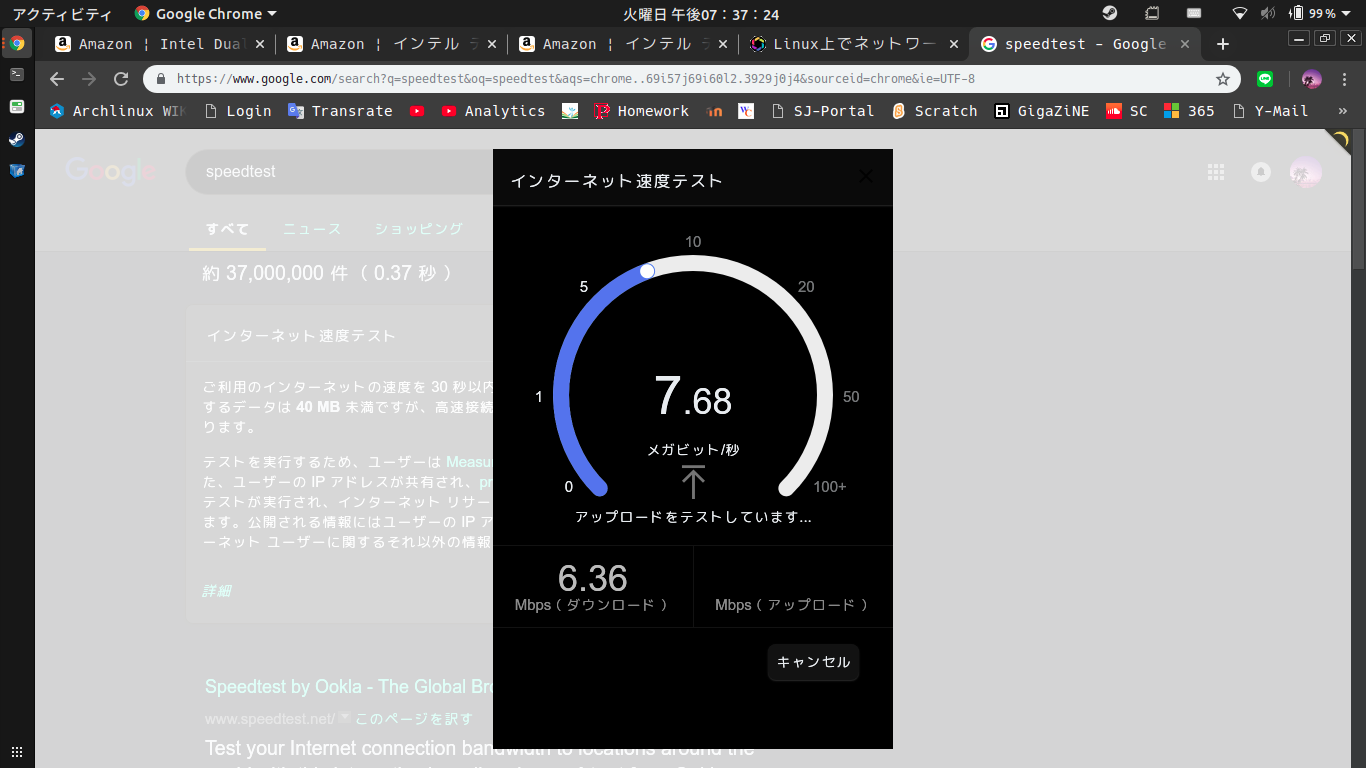 アクティビティ
Google Chrome
火曜日 午後07：37：24
99 %
Amazon ¦ Intel Dua
Amazon ¦ インテル
Amazon ¦ インテル
Linux上でネットワー
speedtest - Google
https://www.google.com/search?q=speedtest&oq=speedtest&aqs=chrome..69i57j69i60l2.3929j0j4&sourceid=chrome&ie=UTF-8
Archlinux WIK
Login
Transrate
Analytics
Homework
SJ-Portal
Scratch
GigaZiNE
SC
365
Y-Mail
»
Google
speedtest
すべて
ニュース
ショッピング
約 37,000,000 件（ 0.37 秒 ）
インターネット速度テスト
ご利用のインターネットの速度を 30 秒以内
するデータは 40 MB 未満ですが、高速接続
ります。
テストを実行するため、ユーザーは Measu
た、ユーザーの IP アドレスが共有され、pr
テストが実行され、インターネット リサー
ます。公開される情報にはユーザーの IP ア
ーネット ユーザーに関するそれ以外の情報
詳細
Speedtest by Ookla - The Global Br
www.speedtest.net/
このページを訳す
Test your Internet connection bandwidth to locations around the
インターネット速度テスト
10
5
20
1
50
0
100+
7.68
メガビット/秒
アップロードをテストしています...
6.36
Mbps（ ダウンロード ）
Mbps（ アップロード ）
キャンセル